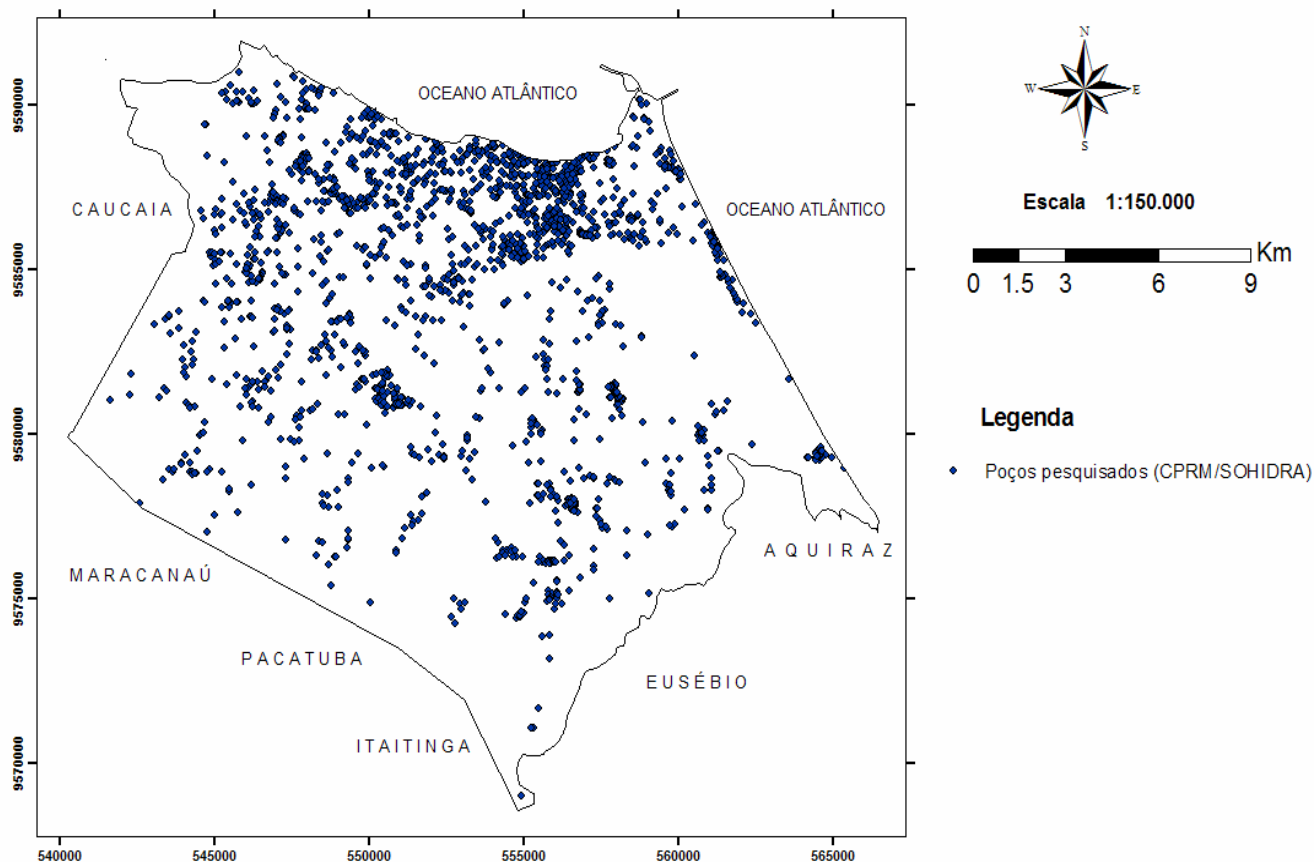 OCEANO ATLÂNTICO
CAUCAIA
OCEANO ATLÂNTICO
MARACANAÚ
AQUIRAZ
PACATUBA
EUSÉBIO
ITAITINGA
9590000
9585000
9580000
9575000
9570000
540000 545000 550000 555000 560000 565000
N
W E
S
Escala 1:150.000
Km
0 1.5 3 6 9
Legenda
Poços pesquisados (CPRM/SOHIDRA)